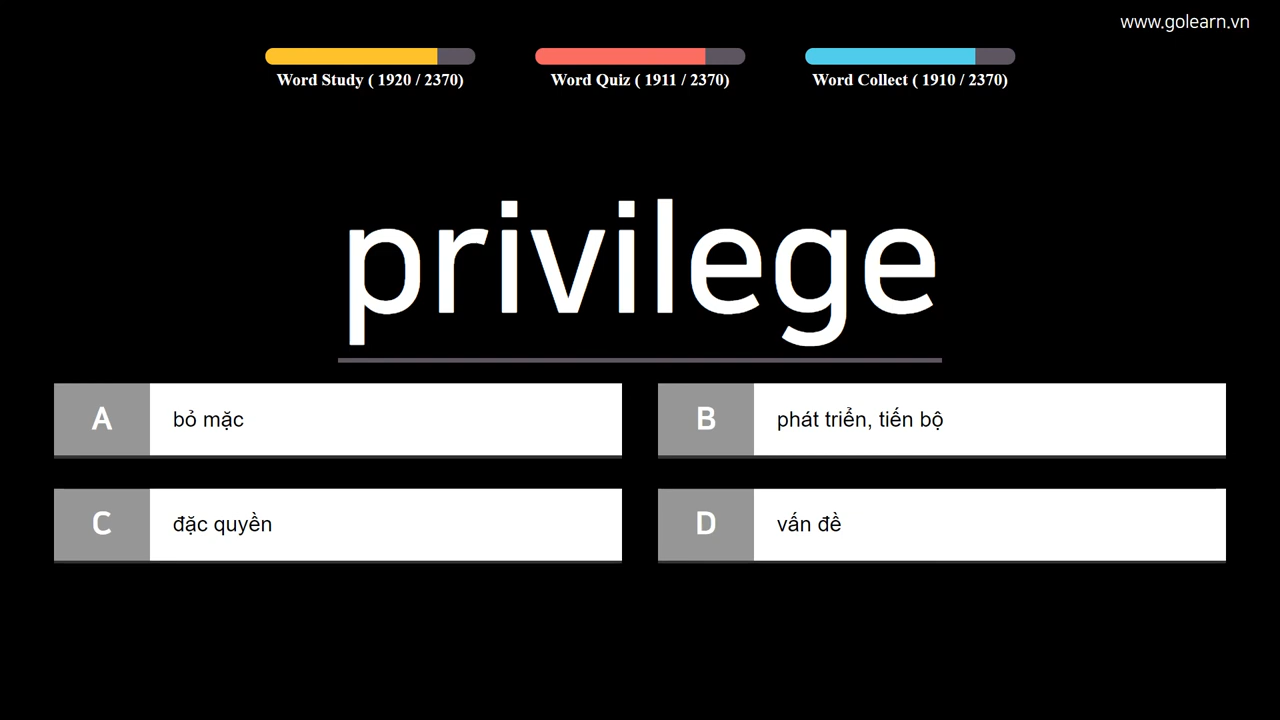 www.golearn.vn
Word Study ( 1920 / 2370)
Word Quiz ( 1911 / 2370)
Word Collect ( 1910 / 2370)
privilege
A bỏ mặc
B phát triển, tiến bộ
C đặc quyền
D vấn đề